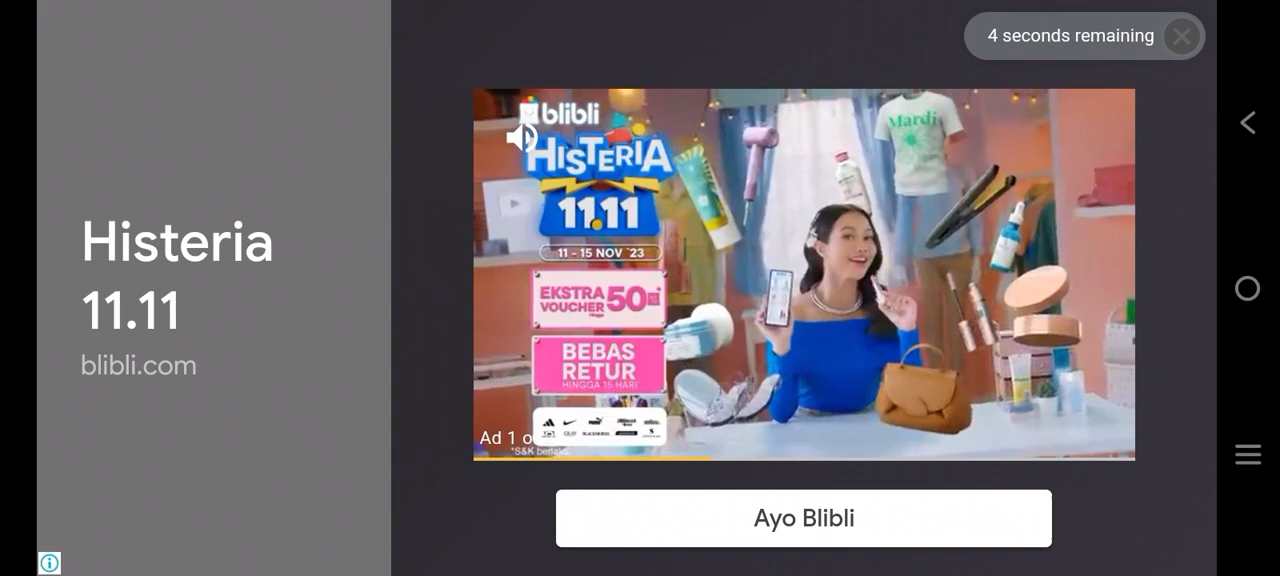 4 seconds remaining
Histeria
11.11
blibli.com
blibli
HISTERIA
11.11
11 - 15 NOV `23
EKSTRA
VOUCHER 50
Hingga
BEBAS
RETUR
HINGGA 15 HARI*
Mardi
Ad 1 o
*S&K berlaku
Ayo Blibli